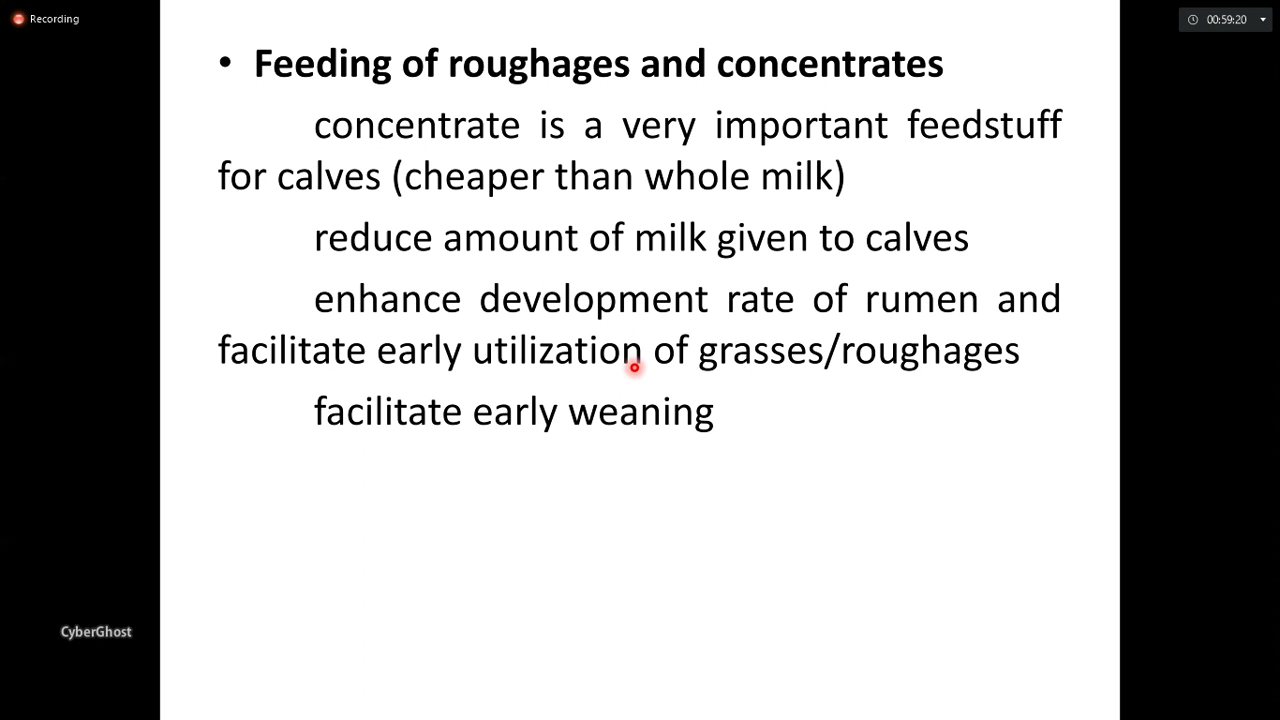 Recording
00:59:20
• Feeding of roughages and concentrates
concentrate is a very important feedstuff
for calves (cheaper than whole milk)
reduce amount of milk given to calves
enhance development rate of rumen and
facilitate early utilization of grasses/roughages
facilitate early weaning
CyberGhost